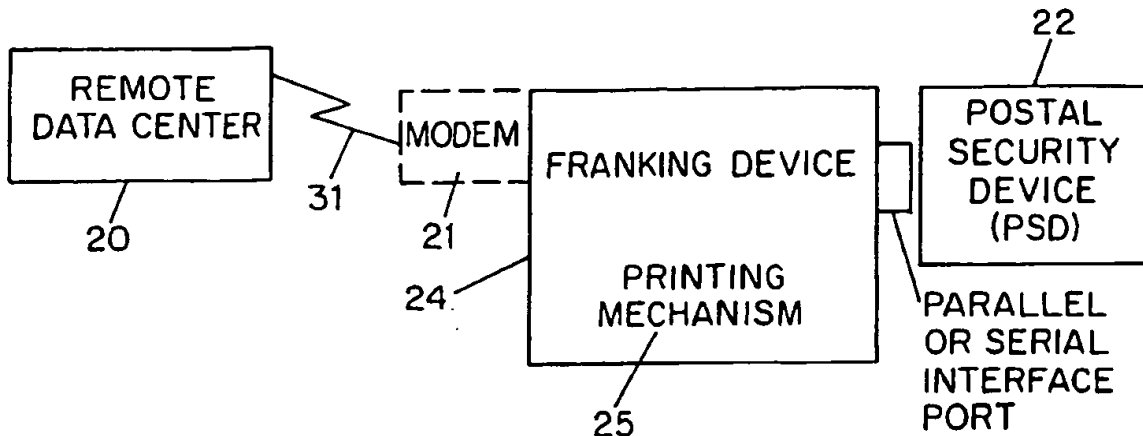 REMOTE
DATA CENTER
20
31
MODEM
21
FRANKING DEVICE
24
PRINTING
MECHANISM
25
22
POSTAL
SECURITY
DEVICE
(PSD)
PARALLEL
OR SERIAL
INTERFACE
PORT